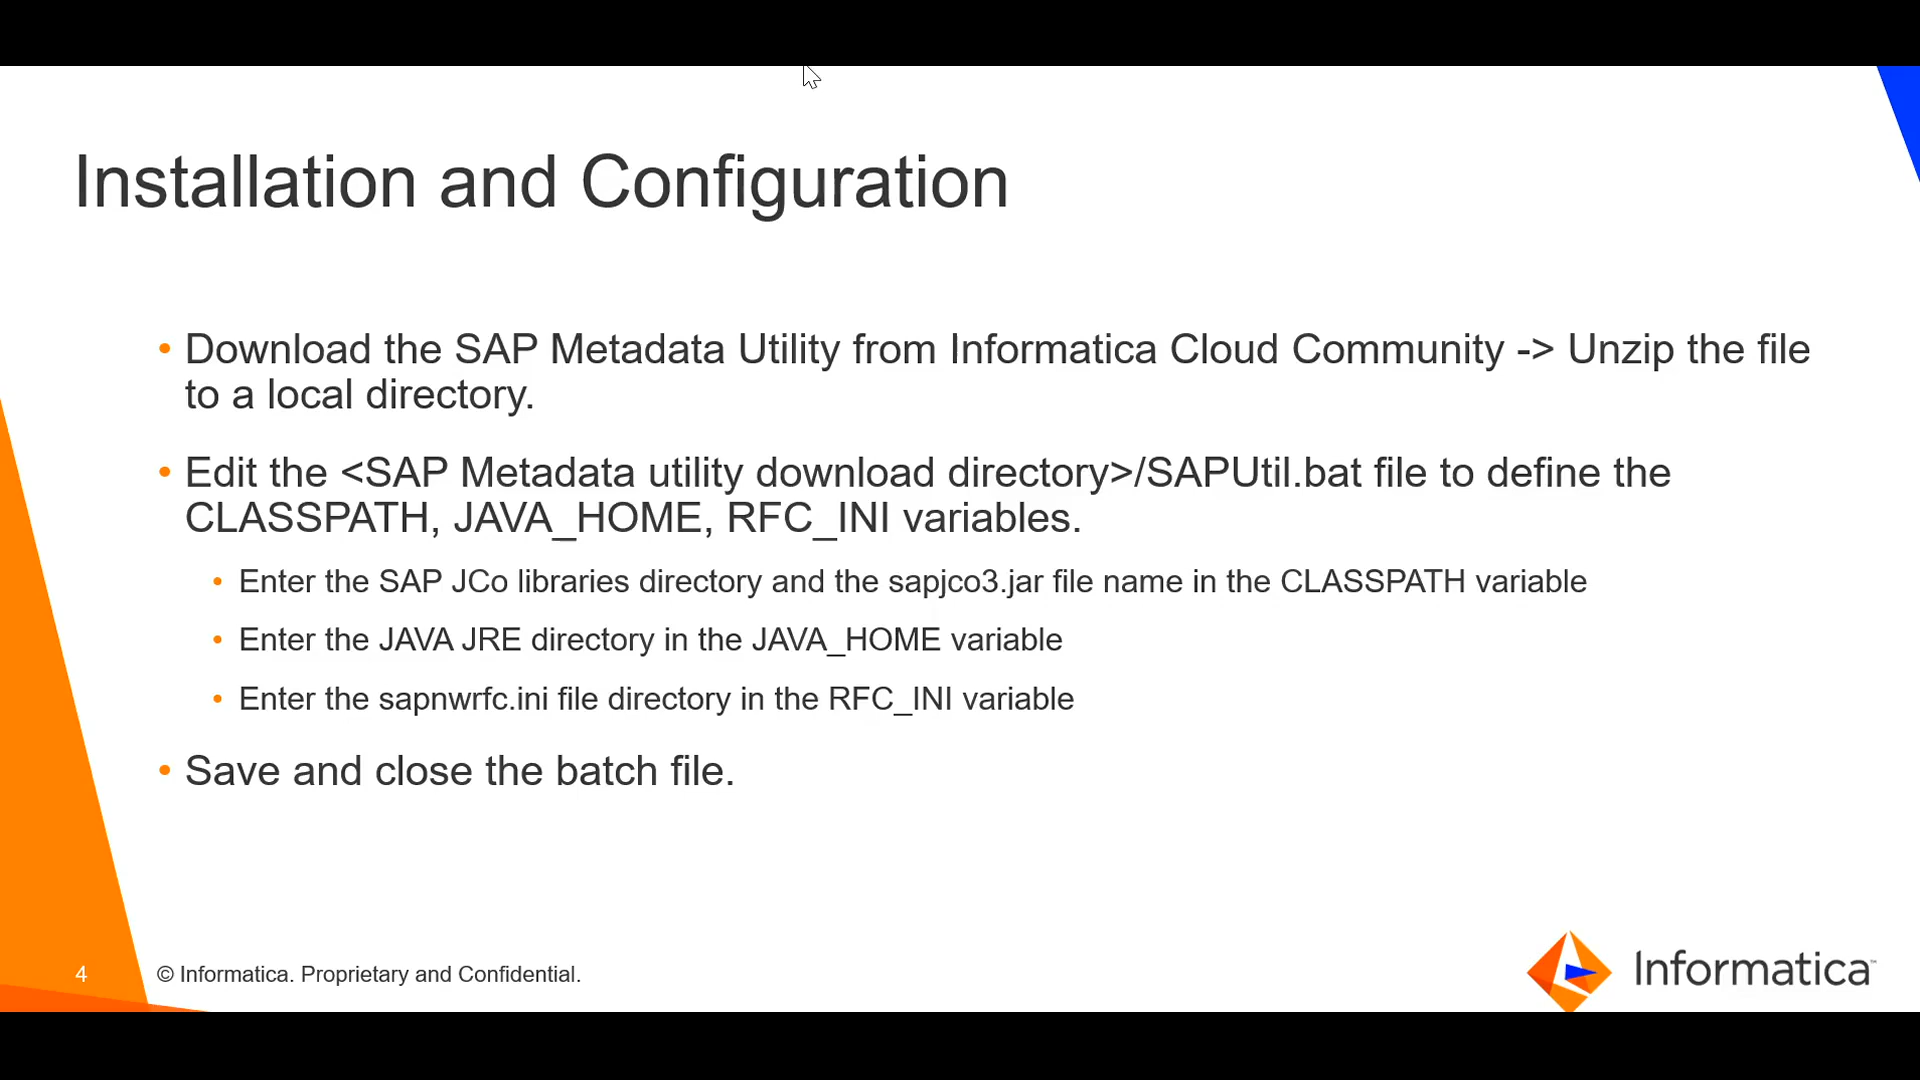 Installation and Configuration
• Download the SAP Metadata Utility from Informatica Cloud Community -> Unzip the file
to a local directory.
• Edit the <SAP Metadata utility download directory>/SAPUtil.bat file to define the
CLASSPATH, JAVA_HOME, RFC_INI variables.
• Enter the SAP JCo libraries directory and the sapjco3.jar file name in the CLASSPATH variable
• Enter the JAVA JRE directory in the JAVA_HOME variable
• Enter the sapnwrfc.ini file directory in the RFC_INI variable
• Save and close the batch file.
4
© Informatica. Proprietary and Confidential.
Informatica™